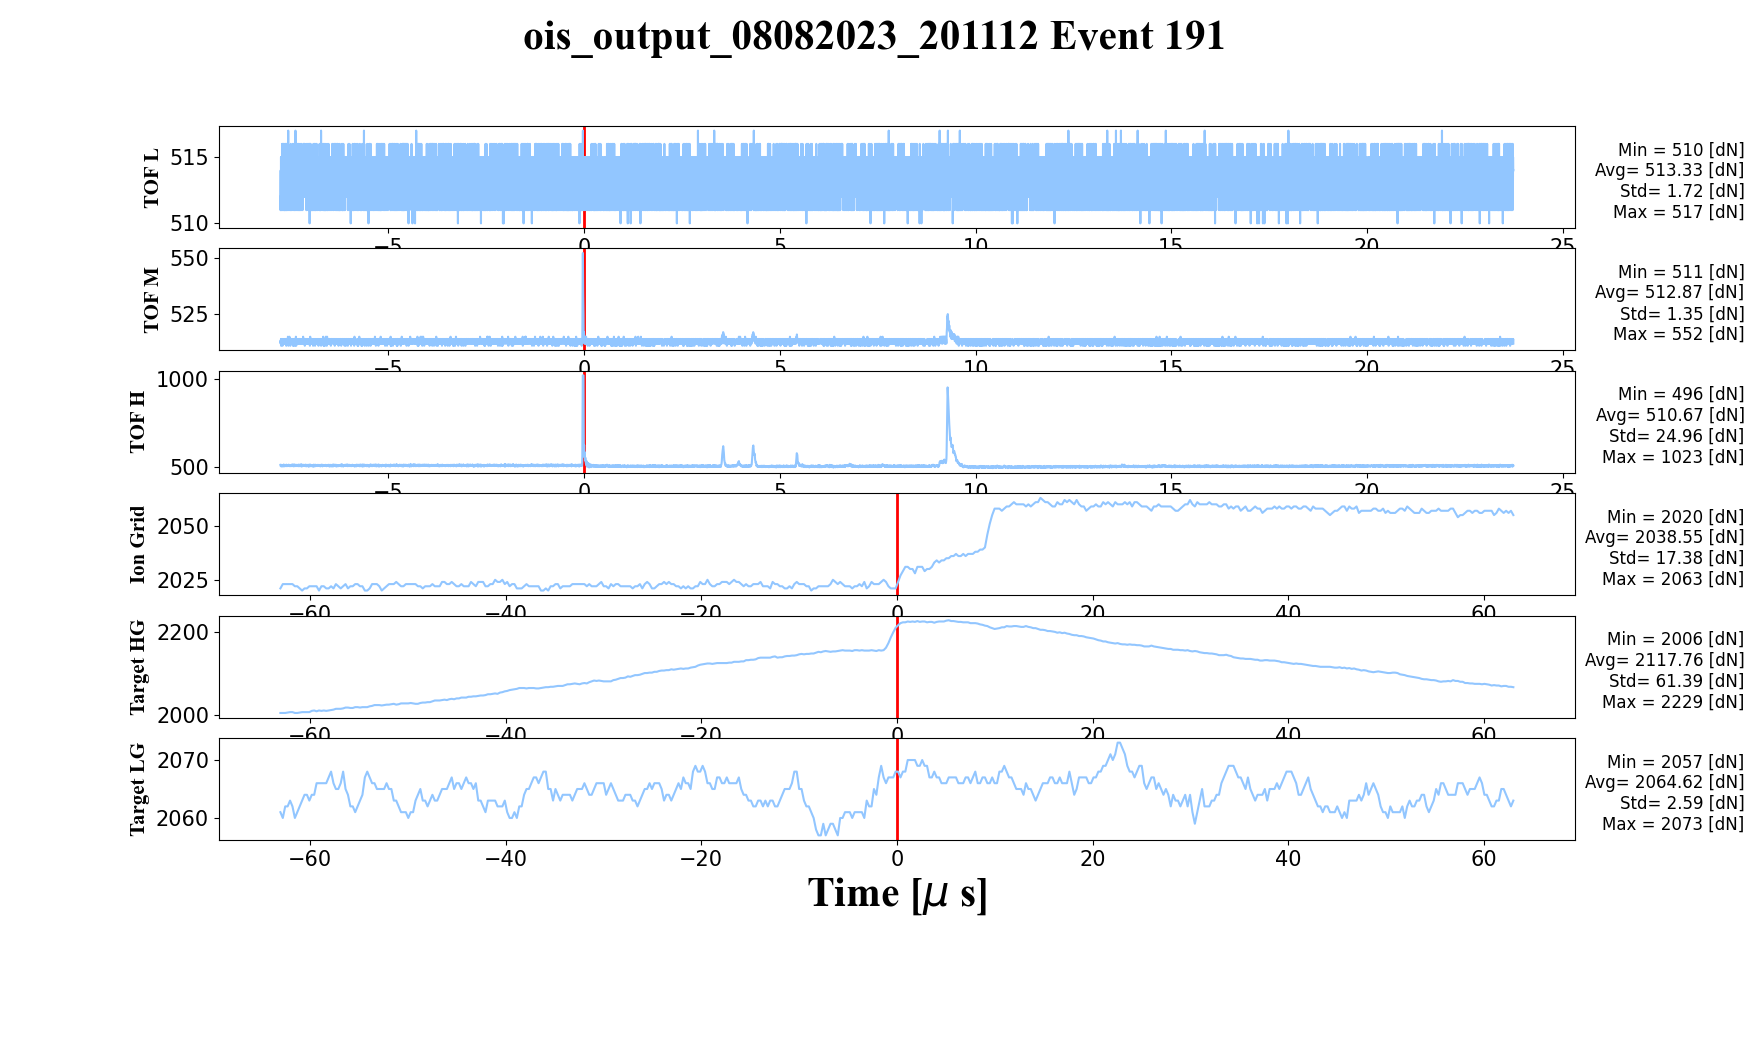 ois_output_08082023_201112 Event 191
TOF L
515
510
−5 0 5 10 15 20 25
Min = 510 [dN]
Avg= 513.33 [dN]
Std= 1.72 [dN]
Max = 517 [dN]
TOF M
550
525
−5 0 5 10 15 20 25
Min = 511 [dN]
Avg= 512.87 [dN]
Std= 1.35 [dN]
Max = 552 [dN]
TOF H
1000
500
−5 0 5 10 15 20 25
Min = 496 [dN]
Avg= 510.67 [dN]
Std= 24.96 [dN]
Max = 1023 [dN]
Ion Grid
2050
2025
−60 −40 −20 0 20 40 60
Min = 2020 [dN]
Avg= 2038.55 [dN]
Std= 17.38 [dN]
Max = 2063 [dN]
Target HG
2200
2000
−60 −40 −20 0 20 40 60
Min = 2006 [dN]
Avg= 2117.76 [dN]
Std= 61.39 [dN]
Max = 2229 [dN]
Target LG
2070
2060
−60 −40 −20 0 20 40 60
Min = 2057 [dN]
Avg= 2064.62 [dN]
Std= 2.59 [dN]
Max = 2073 [dN]
Time [μ s]